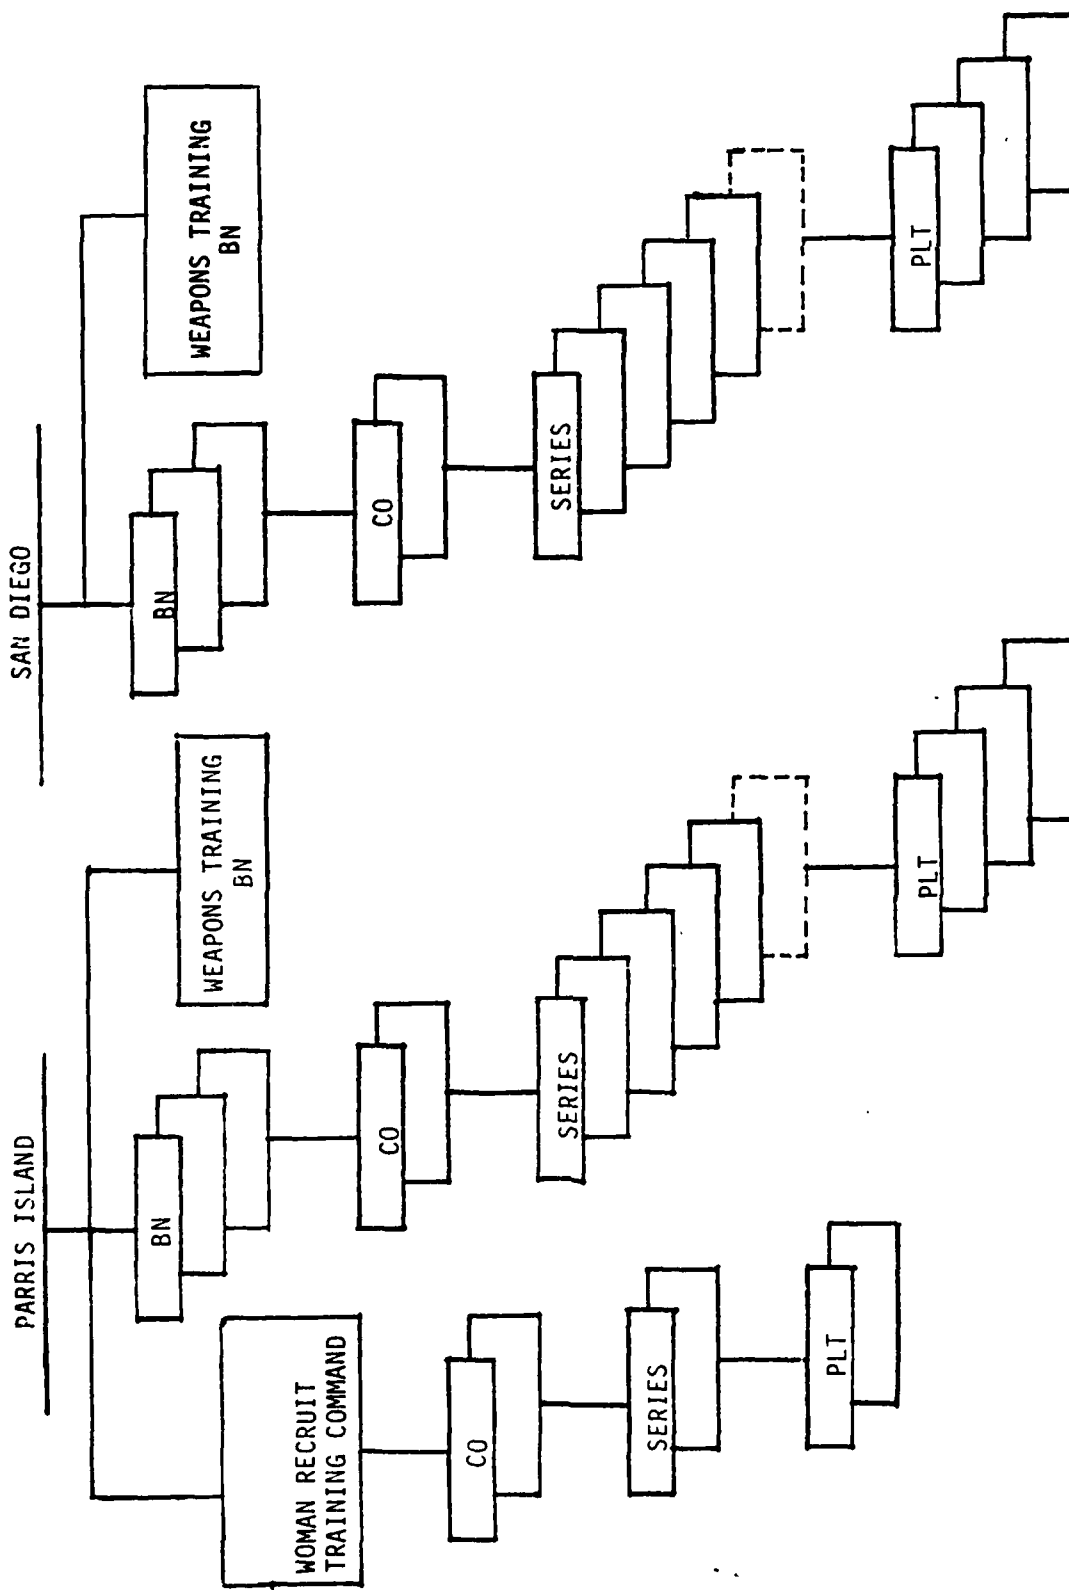 PARRIS ISLAND
SAN DIEGO
WOMAN RECRUIT
TRAINING COMMAND
BN
WEAPONS TRAINING
BN
BN
WEAPONS TRAINING
BN
CO
CO
CO
SERIES
SERIES
SERIES
PLT
PLT
PLT